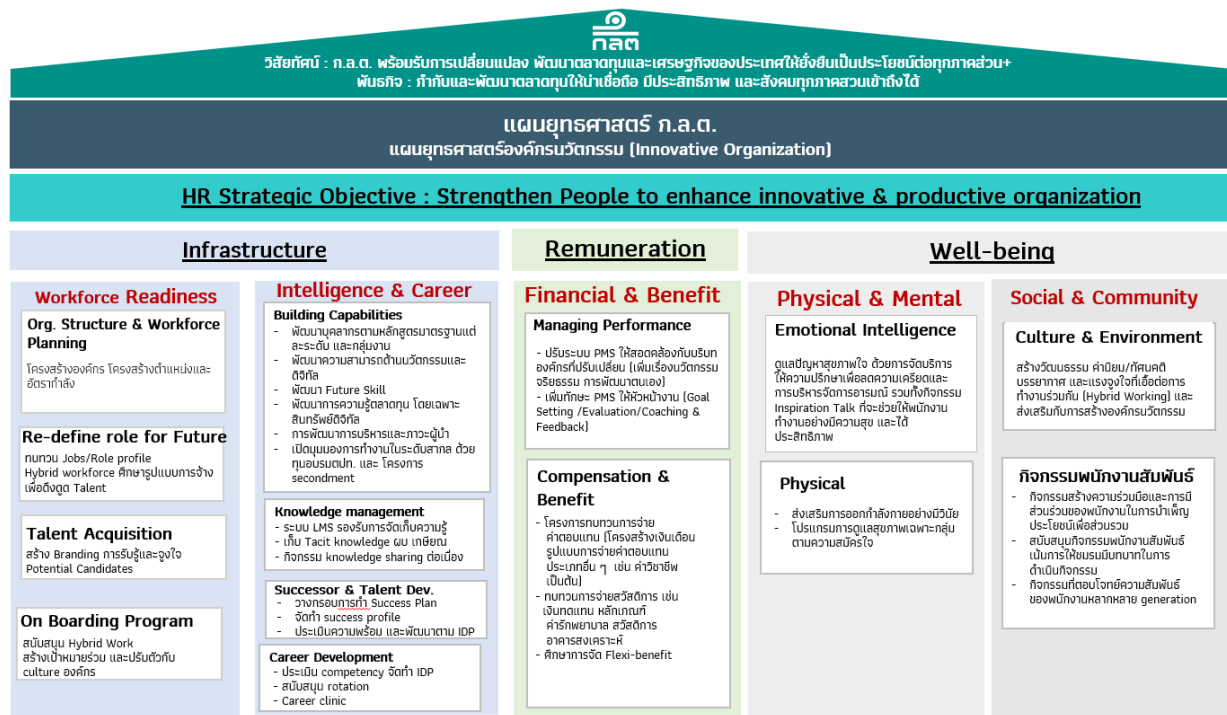 กลต
วิสัยทัศน์ : ก.ล.ต. พร้อมรับการเปลี่ยนแปลง พัฒนาตลาดทุนและเศรษฐกิจของประเทศให้ยั่งยืนเป็นประโยชน์ต่อทุกภาคส่วน+
พันธกิจ : กำกับและพัฒนาตลาดทุนให้น่าเชื่อถือ มีประสิทธิภาพ และสังคมทุกภาคสวนเข้าถึงได้
แผนยุทธศาสตร์ ก.ล.ต.
แผนยุทธศาสตร์องค์กรนวัตกรรม (Innovative Organization)
HR Strategic Objective : Strengthen People to enhance innovative & productive organization
Infrastructure
Workforce Readiness
Org. Structure & Workforce
Planning
โครงสร้างองค์กร โครงสร้างตำแหน่งและ
อัตรากำลัง
Re-define role for Future
ทบทวน Jobs/Role profile
Hybrid workforce ศึกษารูปแบบการจ้าง
เพื่อดึงดูด Talent
Talent Acquisition
สร้าง Branding การรับรู้และจูงใจ
Potential Candidates
On Boarding Program
สนับสนุน Hybrid Work
สร้างเป้าหมายร่วม และปรับตัวกับ
culture องค์กร
Intelligence & Career
Building Capabilities
• พัฒนาบุคลากรตามหลักสูตรมาตรฐานแต่
ละระดับ และกลุ่มงาน
• พัฒนาความสามารถด้านนวัตกรรมและ
ดิจิทัล
• พัฒนา Future Skill
• พัฒนาการความรู้ตลาดทุน โดยเฉพาะ
สินทรัพย์ดิจิทัล
• การพัฒนาการบริหารและภาวะผู้นำ
• เปิดมุมมองการทำงานในระดับสากล ด้วย
ทุนอบรมตปท. และ โครงการ
secondment
Knowledge management
- ระบบ LMS รองรับการจัดเก็บความรู้
- เก็บ Tacit knowledge ผบ เกษียณ
- กิจกรรม knowledge sharing ต่อเนื่อง
Successor & Talent Dev.
- วางกรอบการทำ Success Plan
- จัดทำ success profile
- ประเมินความพร้อม และพัฒนาตาม IDP
Career Development
- ประเมิน competency จัดทำ IDP
- สนับสนุน rotation
- Career clinic
Remuneration
Financial & Benefit
Managing Performance
- ปรับระบบ PMS ให้สอดคล้องกับบริบท
องค์กรที่ปรับเปลี่ยน (เพิ่มเรื่องนวัตกรรม
จริยธรรม การพัฒนาตนเอง)
- เพิ่มทักษะ PMS ให้หัวหน้างาน (Goal
Setting /Evaluation/Coaching &
Feedback)
Compensation &
Benefit
- โครงการทบทวนการจ่าย
ค่าตอบแทน (โครงสร้างเงินเดือน
รูปแบบการจ่ายค่าตอบแทน
ประเภทอื่น ๆ เช่น ค่าวิชาชีพ
เป็นต้น)
- ทบทวนการจ่ายสวัสดิการ เช่น
เงินทดแทน หลักเกณฑ์
ค่ารักพยาบาล สวัสดิการ
อาคารสงเคราะห์
- ศึกษาการจัด Flexi-benefit
Well-being
Physical & Mental
Emotional Intelligence
ดูแลปัญหาสุขภาพใจ ด้วยการจัดบริการ
ให้ความปรึกษาเพื่อลดความเครียดและ
การบริหารจัดการอารมณ์ รวมทั้งกิจกรรม
Inspiration Talk ที่จะช่วยให้พนักงาน
ทำงานอย่างมีความสุข และได้
ประสิทธิภาพ
Physical
- ส่งเสริมการออกกำลังกายอย่างมีวินัย
- โปรแกรมการดูแลสุขภาพเฉพาะกลุ่ม
ตามความสมัครใจ
Social & Community
Culture & Environment
สร้างวัฒนธรรม ค่านิยม/ทัศนคติ
บรรยากาศ และแรงจูงใจที่เอื้อต่อการ
ทำงานร่วมกัน (Hybrid Working) และ
ส่งเสริมกับการสร้างองค์กรนวัตกรรม
กิจกรรมพนักงานสัมพันธ์
- กิจกรรมสร้างความร่วมมือและการมี
ส่วนร่วมของพนักงานในการบำเพ็ญ
ประโยชน์เพื่อส่วนรวม
- สนับสนุนกิจกรรมพนักงานสัมพันธ์
เน้นการให้ชมรมมีบทบาทในการ
ดำเนินกิจกรรม
- กิจกรรมที่ตอบโจทย์ความสัมพันธ์
ของพนักงานหลากหลาย generation